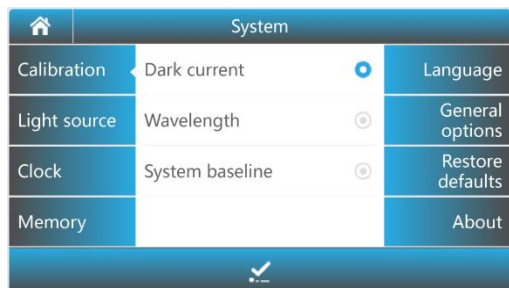 System
Calibration
Light source
Clock
Memory
Dark current
Wavelength
System baseline
Language
General
options
Restore
defaults
About